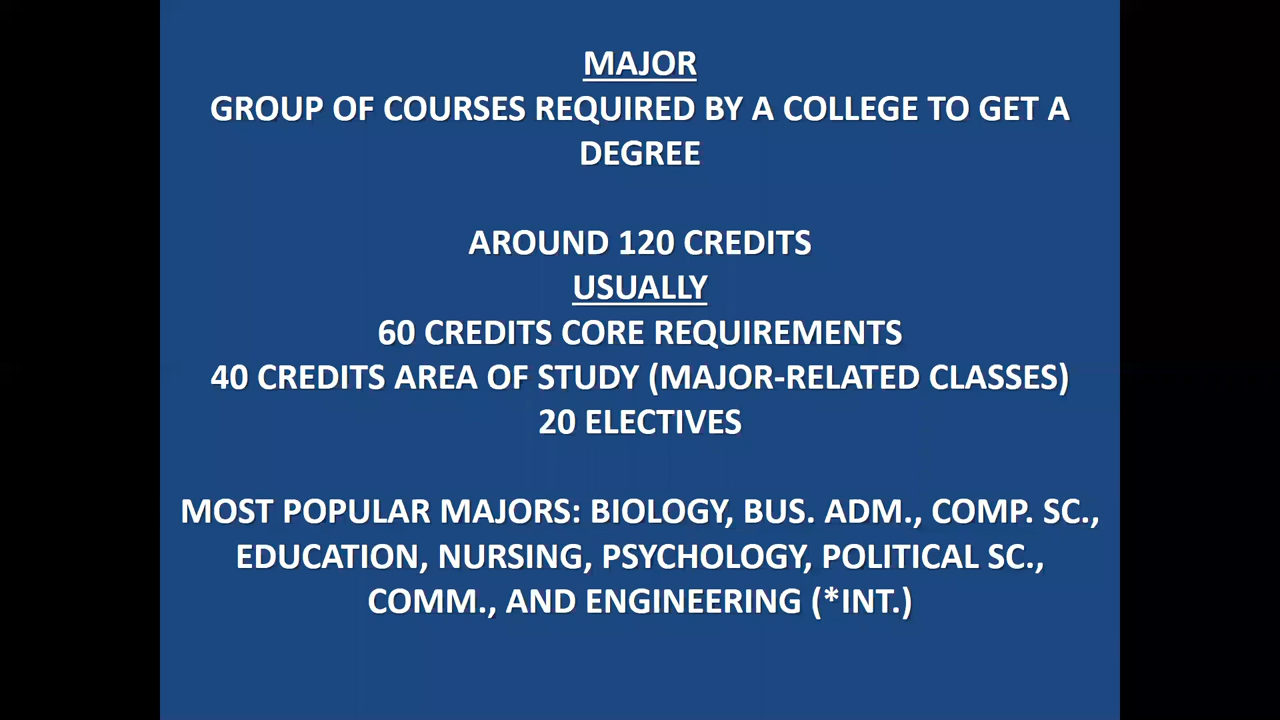 MAJOR
GROUP OF COURSES REQUIRED BY A COLLEGE TO GET A
DEGREE
AROUND 120 CREDITS
USUALLY
60 CREDITS CORE REQUIREMENTS
40 CREDITS AREA OF STUDY (MAJOR-RELATED CLASSES)
20 ELECTIVES
MOST POPULAR MAJORS: BIOLOGY, BUS. ADM., COMP. SC.,
EDUCATION, NURSING, PSYCHOLOGY, POLITICAL SC.,
COMM., AND ENGINEERING (*INT.)